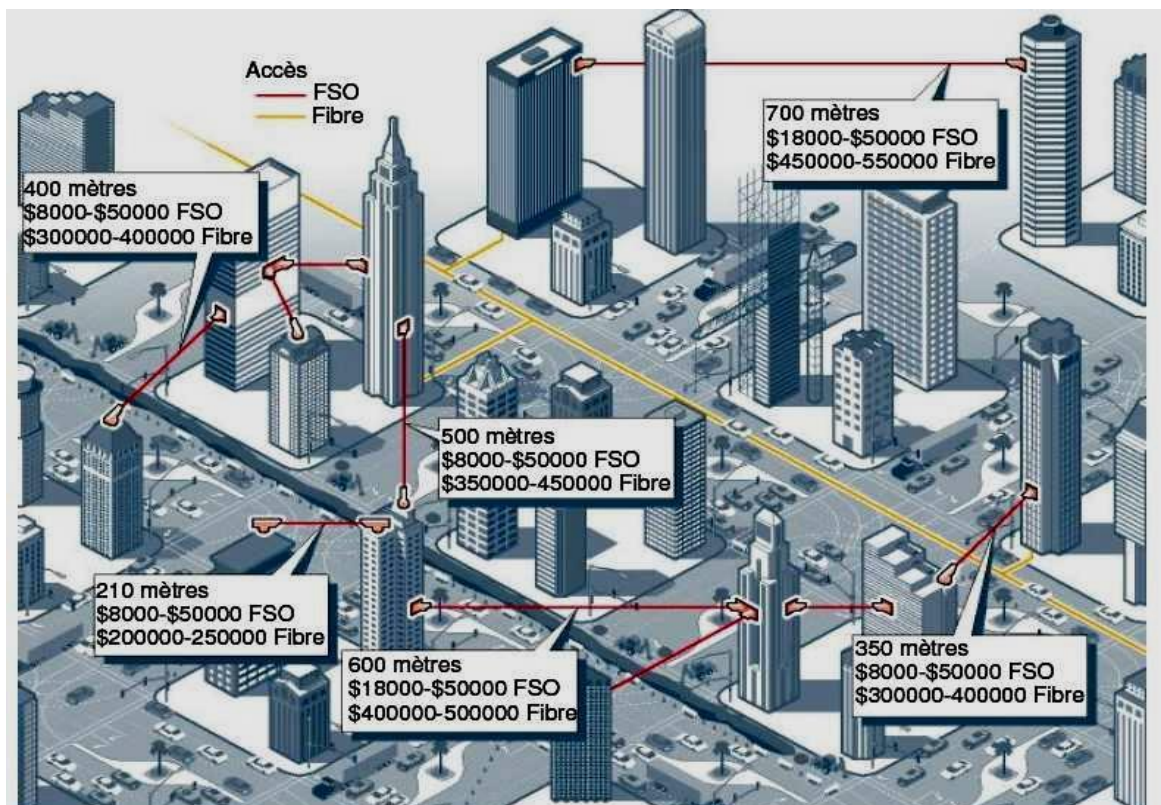 Accès
FSO
Fibre
700 mètres
$18000-$50000 FSO
$450000-550000 Fibre
400 mètres
$8000-$50000 FSO
$300000-400000 Fibre
500 mètres
$8000-$50000 FSO
$350000-450000 Fibre
210 mètres
$8000-$50000 FSO
$200000-250000 Fibre
600 mètres
$18000-$50000 FSO
$400000-500000 Fibre
350 mètres
$8000-$50000 FSO
$300000-400000 Fibre